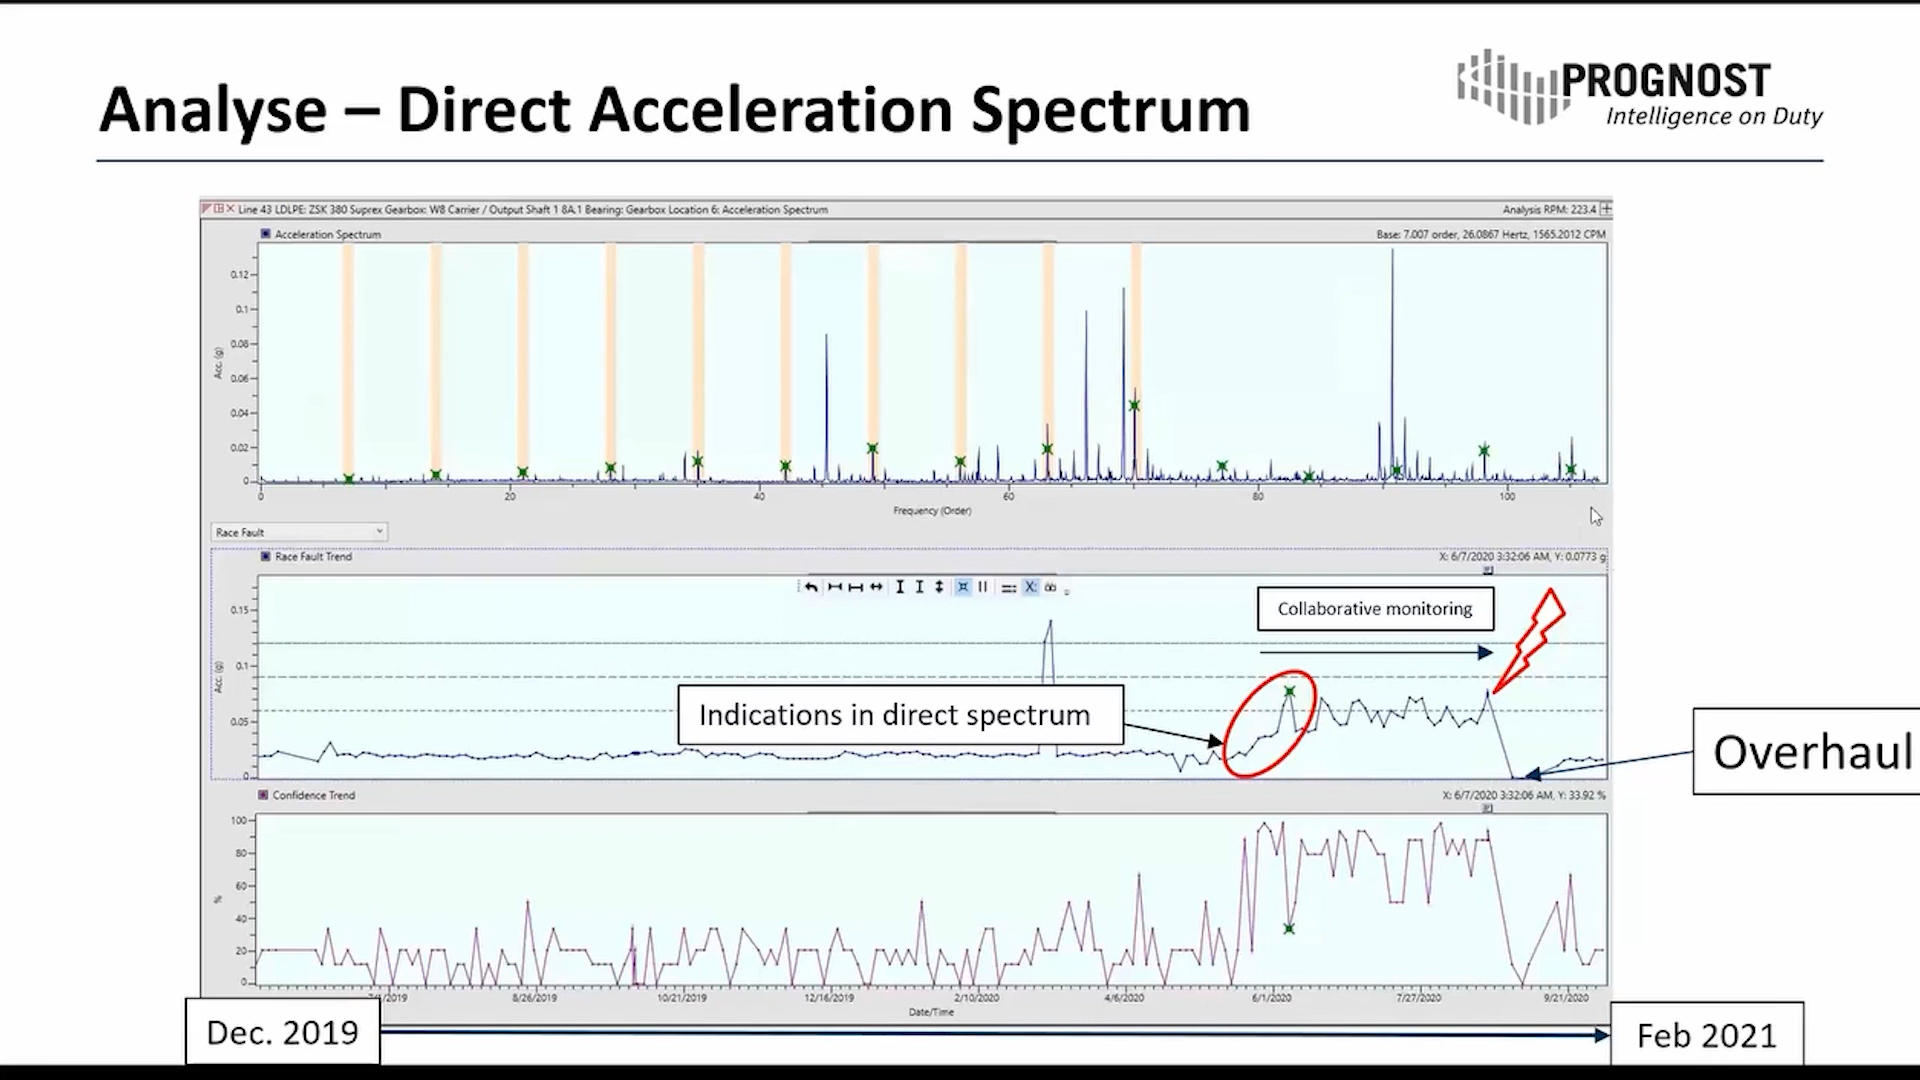 Analyse – Direct Acceleration Spectrum
PROGNOST
Intelligence on Duty
Line 43 LDLPE: ZSK 380 Suprex Gearbox: W8 Carrier / Output Shaft 1 8A.1 Bearing: Gearbox Location 6: Acceleration Spectrum
Analysis RPM: 223.4
Acceleration Spectrum
Base: 7.007 order, 26.0867 Hertz, 1565.2012 CPM
Acc. (g)
0.12
0.1
0.08
0.06
0.04
0.02
0
0 20 40 60 80 100
Frequency (Order)
Race Fault
Race Fault Trend
X: 6/7/2020 3:32:06 AM, Y: 0.0773 g
Acc. (g)
0.15
0.1
0.05
0
Collaborative monitoring
Indications in direct spectrum
Overhaul
Confidence Trend
X: 6/7/2020 3:32:06 AM, Y: 33.92 %
%
100
80
60
40
20
0
/2019 8/26/2019 10/21/2019 12/16/2019 2/10/2020 4/6/2020 6/1/2020 7/27/2020 9/21/2020
Date/Time
Dec. 2019
Feb 2021